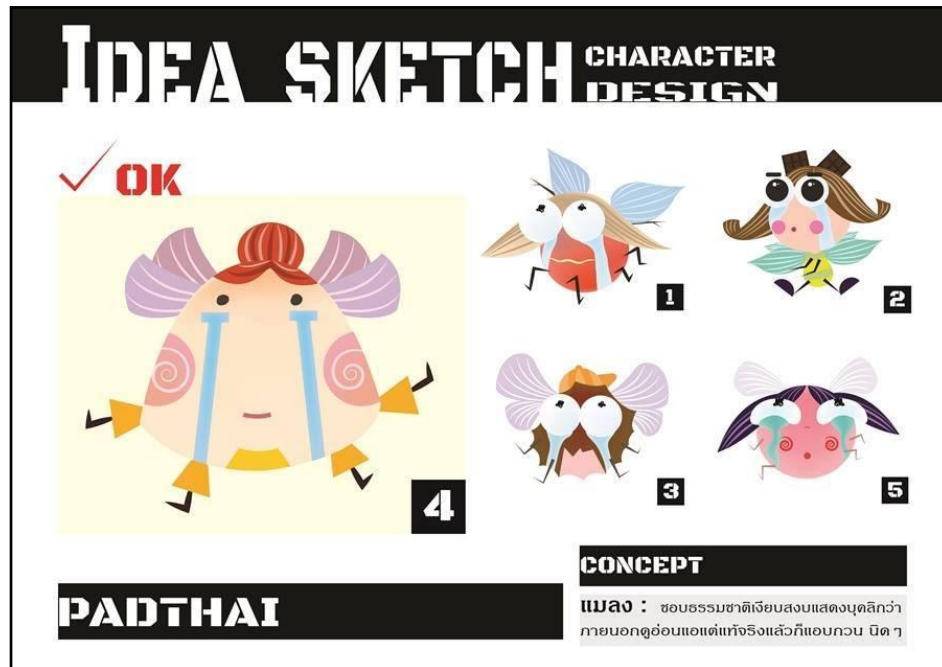 IDEA SKETCH
CHARACTER
DESIGN
OK
1
2
3
4
5
PADTHAI
CONCEPT
แมลง : ชอบธรรมชาติเงียบสงบแสดงบุคลิกว่า
ภายนอกดูอ่อนแอแต่แท้จริงแล้วก็แอบกวน นิด ๆ